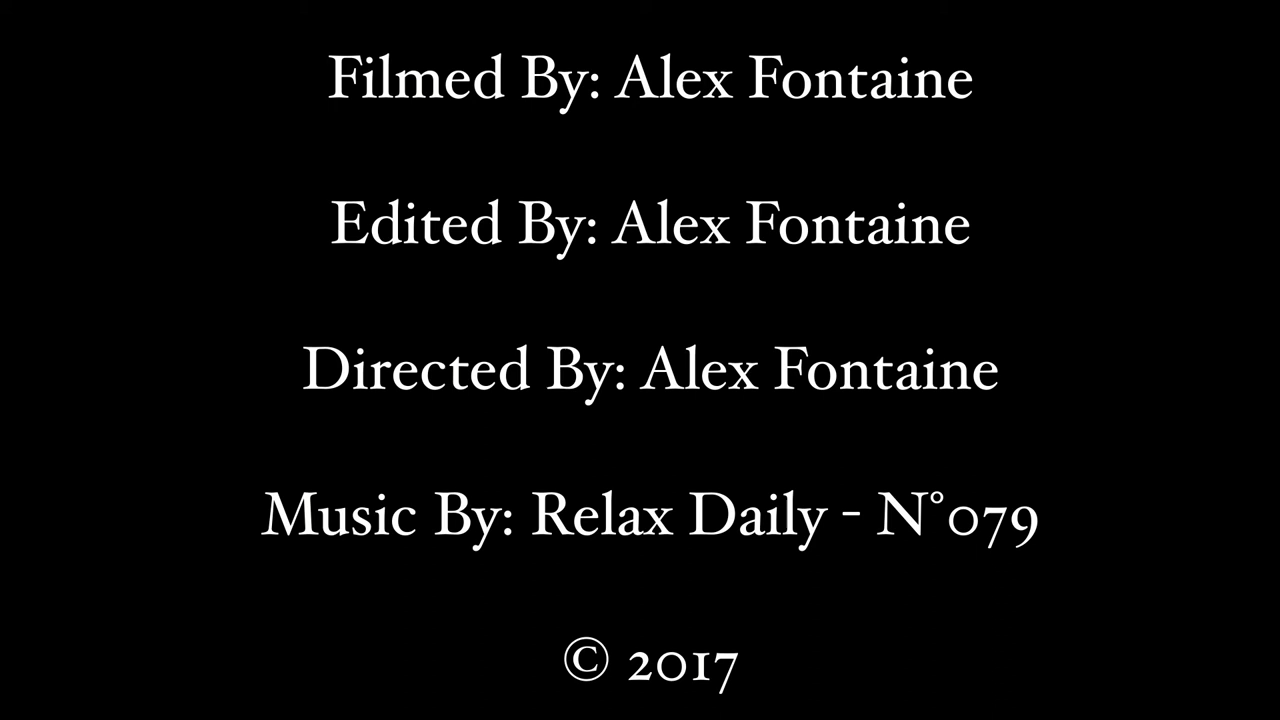 Filmed By: Alex Fontaine
Edited By: Alex Fontaine
Directed By: Alex Fontaine
Music By: Relax Daily - N°079
© 2017